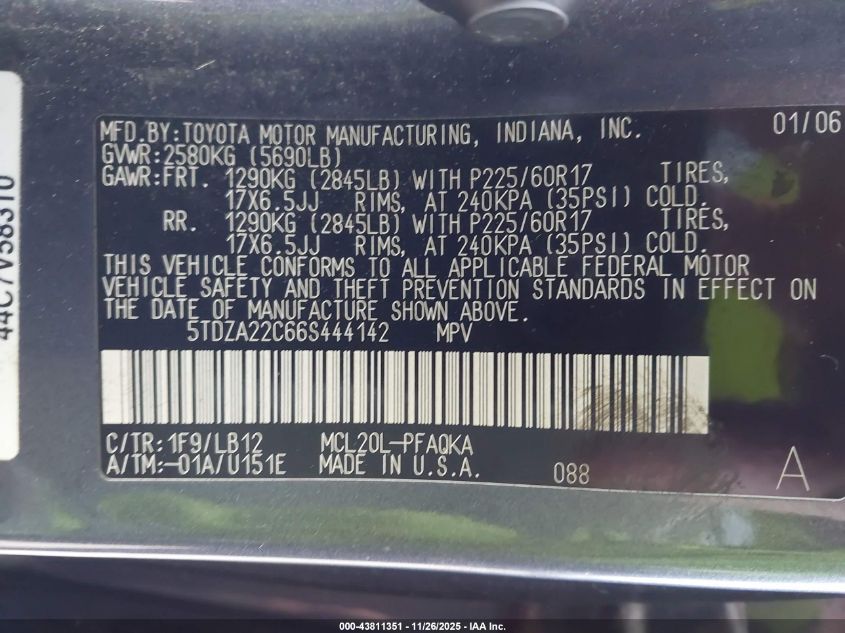 MFD.BY:TOYOTA MOTOR MANUFACTURING, INDIANA, INC. 01/06
GVWR:2580KG (5690LB)
GAWR:FRT. 1290KG (2845LB) WITH P225/60R17 TIRES,
17X6.5JJ RIMS, AT 240KPA (35PSI) COLD.
RR. 1290KG (2845LB) WITH P225/60R17 TIRES,
17X6.5JJ RIMS, AT 240KPA (35PSI) COLD.
THIS VEHICLE CONFORMS TO ALL APPLICABLE FEDERAL MOTOR
VEHICLE SAFETY AND THEFT PREVENTION STANDARDS IN EFFECT ON
THE DATE OF MANUFACTURE SHOWN ABOVE.
5TDZA22C66S444142 MPV
C/TR:1F9/LB12 MCL20L-PFAQKA
A/TM:-01A/U151E MADE IN U.S.A. 088 A
000-43811351 | 11/26/2025 - IAA Inc.